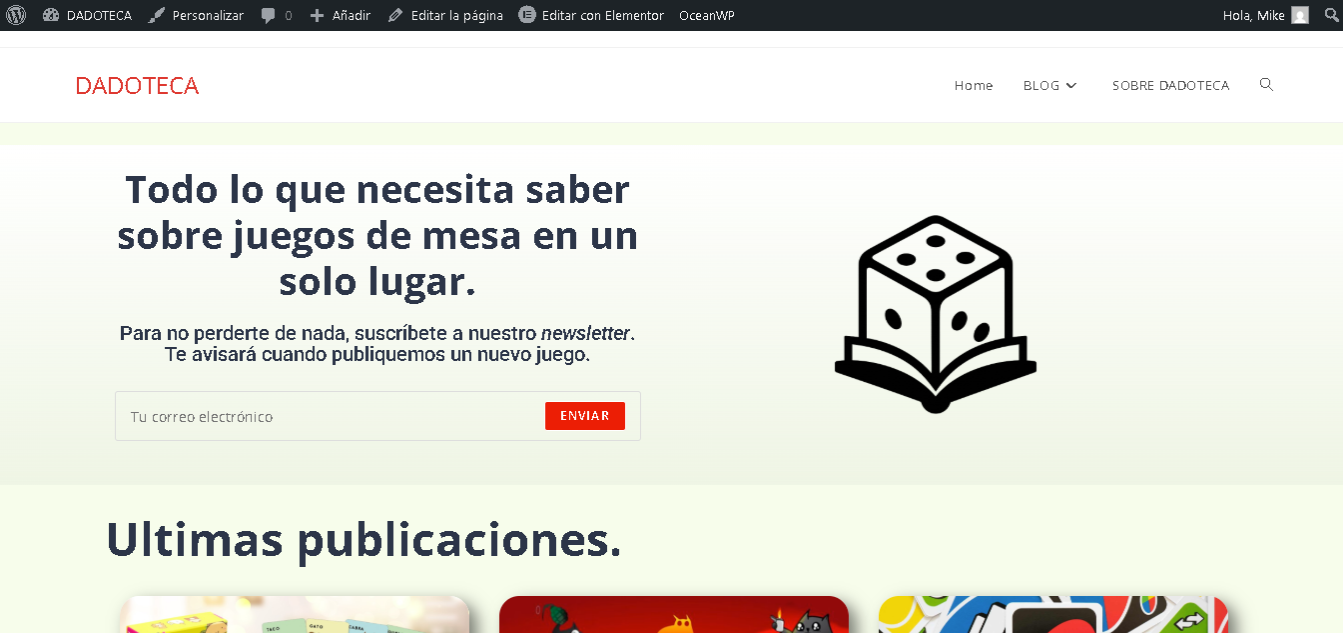 DADOTECA Personalizar 0 Añadir Editar la página Editar con Elementor OceanWP Hola, Mike
DADOTECA
Home BLOG SOBRE DADOTECA
Todo lo que necesita saber
sobre juegos de mesa en un
solo lugar.
Para no perderte de nada, suscríbete a nuestro newsletter.
Te avisará cuando publiquemos un nuevo juego.
Tu correo electrónico
ENVIAR
Ultimas publicaciones.
TACO GATO CABRA